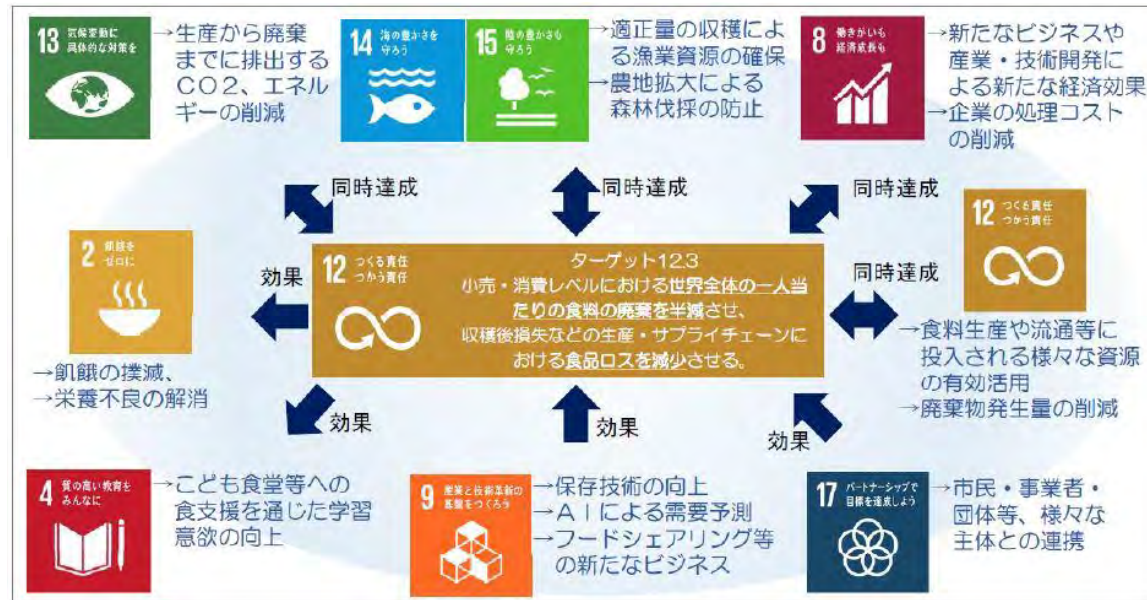 13 気候変動に
具体的な対策を
→生産から廃棄
までに排出する
CO2、エネル
ギーの削減
14 海の豊かさを
守ろう
15 陸の豊かさも
守ろう
→適正量の収穫によ
る漁業資源の確保
→農地拡大による
森林伐採の防止
8 働きがいも
経済成長も
→新たなビジネスや
産業・技術開発に
よる新たな経済効果
→企業の処理コスト
の削減
同時達成
同時達成
同時達成
2 飢餓を
ゼロに
→飢餓の撲滅、
→栄養不良の解消
効果
12 つくる責任
つかう責任
ターゲット12.3
小売・消費レベルにおける世界全体の一人当
たりの食料の廃棄を半減させ、
収穫後損失などの生産・サプライチェーンに
おける食品ロスを減少させる。
同時達成
12 つくる責任
つかう責任
→食料生産や流通等に
投入される様々な資源
の有効活用
→廃棄物発生量の削減
効果
効果
効果
4 質の高い教育を
みんなに
→こども食堂等への
食支援を通じた学習
意欲の向上
9 産業と技術革新の
基盤をつくろう
→保存技術の向上
→AIによる需要予測
→フードシェアリング等
の新たなビジネス
17 パートナーシップで
目標を達成しよう
→市民・事業者・
団体等、様々な
主体との連携